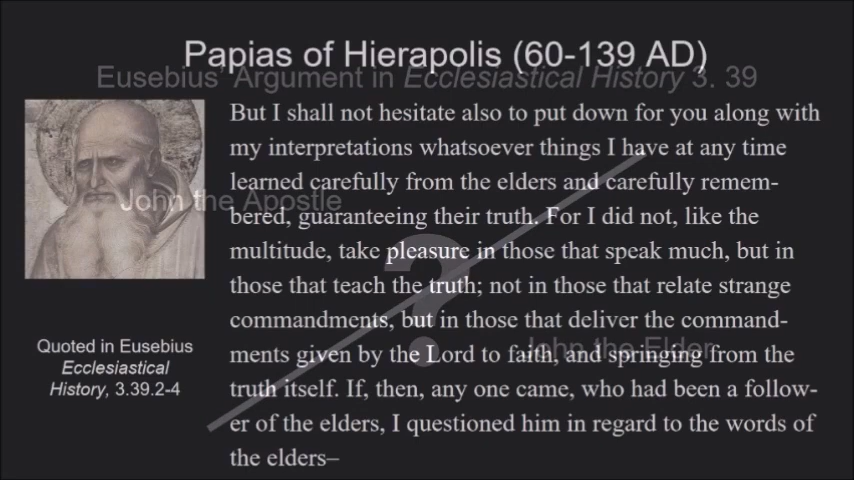 Papias of Hierapolis (60-139 AD)
Eusebius' Argument in Ecclesiastical History 3. 39
But I shall not hesitate also to put down for you along with
my interpretations whatsoever things I have at any time
learned carefully from the elders and carefully remem-
John the Apostle
bered, guaranteeing their truth. For I did not, like the
multitude, take pleasure in those that speak much, but in
those that teach the truth; not in those that relate strange
commandments, but in those that deliver the command-
?
Quoted in Eusebius
Ecclesiastical
History, 3.39.2-4
John the Elder
ments given by the Lord to faith, and springing from the
truth itself. If, then, any one came, who had been a follow-
er of the elders, I questioned him in regard to the words of
the elders–